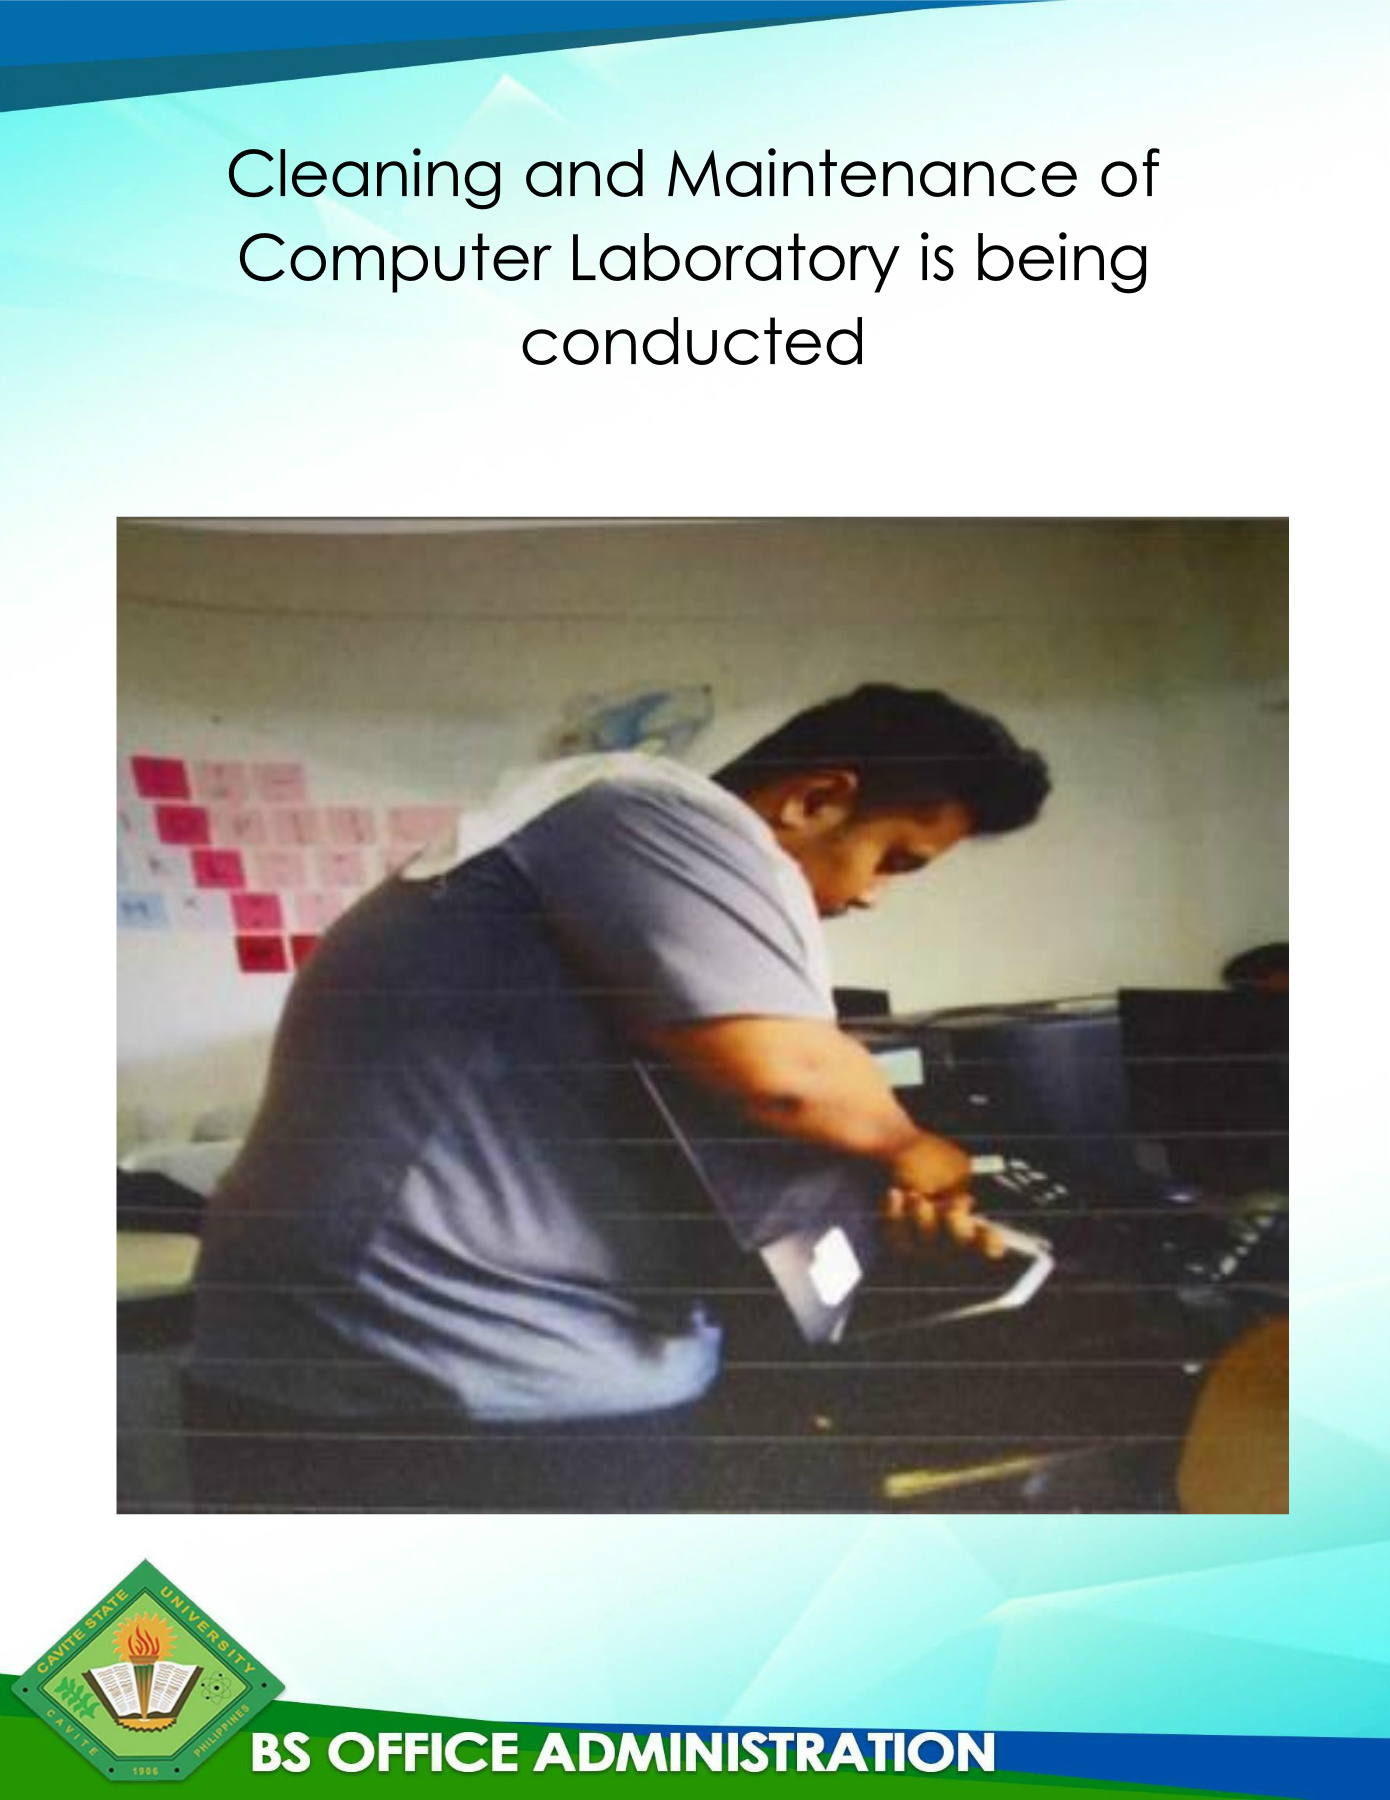 Cleaning and Maintenance of
Computer Laboratory is being
conducted
CAVITE STATE UNIVERSITY
CAVITE PHILIPPINES
1906
BS OFFICE ADMINISTRATION